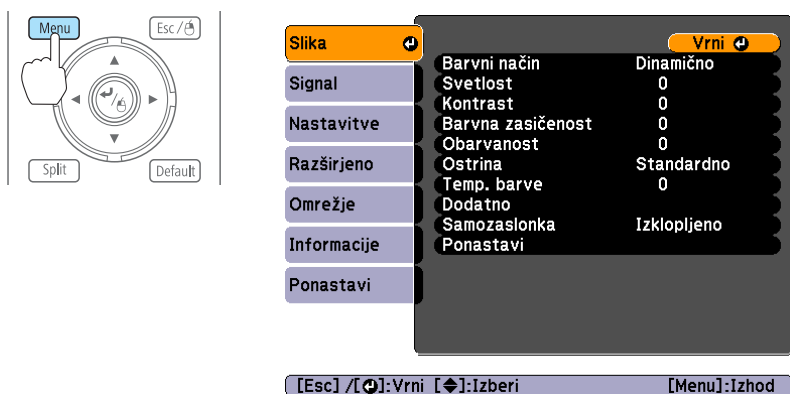 Menu
Esc /
Split
Default
Slika
Signal
Nastavitve
Razširjeno
Omrežje
Informacije
Ponastavi
Vrni
Barvni način Dinamično
Svetlost 0
Kontrast 0
Barvna zasičenost 0
Obarvanost 0
Ostrina Standardno
Temp. barve 0
Dodatno
Samozaslonka Izklopljeno
Ponastavi
[Esc] /[ ]:Vrni [ ]:Izberi [Menu]:Izhod